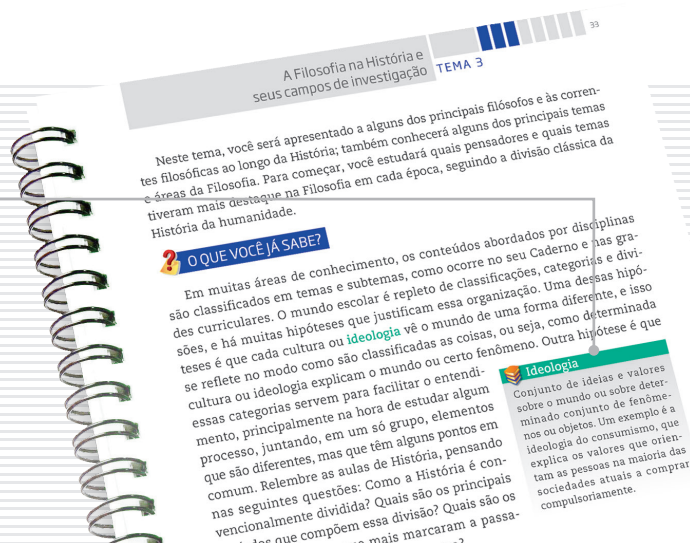 33
A Filosofia na História e
seus campos de investigação
TEMA 3
Neste tema, você será apresentado a alguns dos principais filósofos e às corren-
tes filosóficas ao longo da História; também conhecerá alguns dos principais temas
e áreas da Filosofia. Para começar, você estudará quais pensadores e quais temas
tiveram mais destaque na Filosofia em cada época, seguindo a divisão clássica da
História da humanidade.
O QUE VOCÊ JÁ SABE?
Em muitas áreas de conhecimento, os conteúdos abordados por disciplinas
são classificados em temas e subtemas, como ocorre no seu Caderno e nas gra-
des curriculares. O mundo escolar é repleto de classificações, categorias e divi-
sões, e há muitas hipóteses que justificam essa organização. Uma dessas hipó-
teses é que cada cultura ou ideologia vê o mundo de uma forma diferente, e isso
se reflete no modo como são classificadas as coisas, ou seja, como determinada
cultura ou ideologia explicam o mundo ou certo fenômeno. Outra hipótese é que
essas categorias servem para facilitar o entendi-
mento, principalmente na hora de estudar algum
processo, juntando, em um só grupo, elementos
que são diferentes, mas que têm alguns pontos em
comum. Relembre as aulas de História, pensando
nas seguintes questões: Como a História é con-
vencionalmente dividida? Quais são os principais
que compõem essa divisão? Quais são os
mais marcaram a passa-
Ideologia
Conjunto de ideias e valores
sobre o mundo ou sobre deter-
minado conjunto de fenôme-
nos ou objetos. Um exemplo é a
ideologia do consumismo, que
explica os valores que orien-
tam as pessoas na maioria das
sociedades atuais a comprar
compulsoriamente.